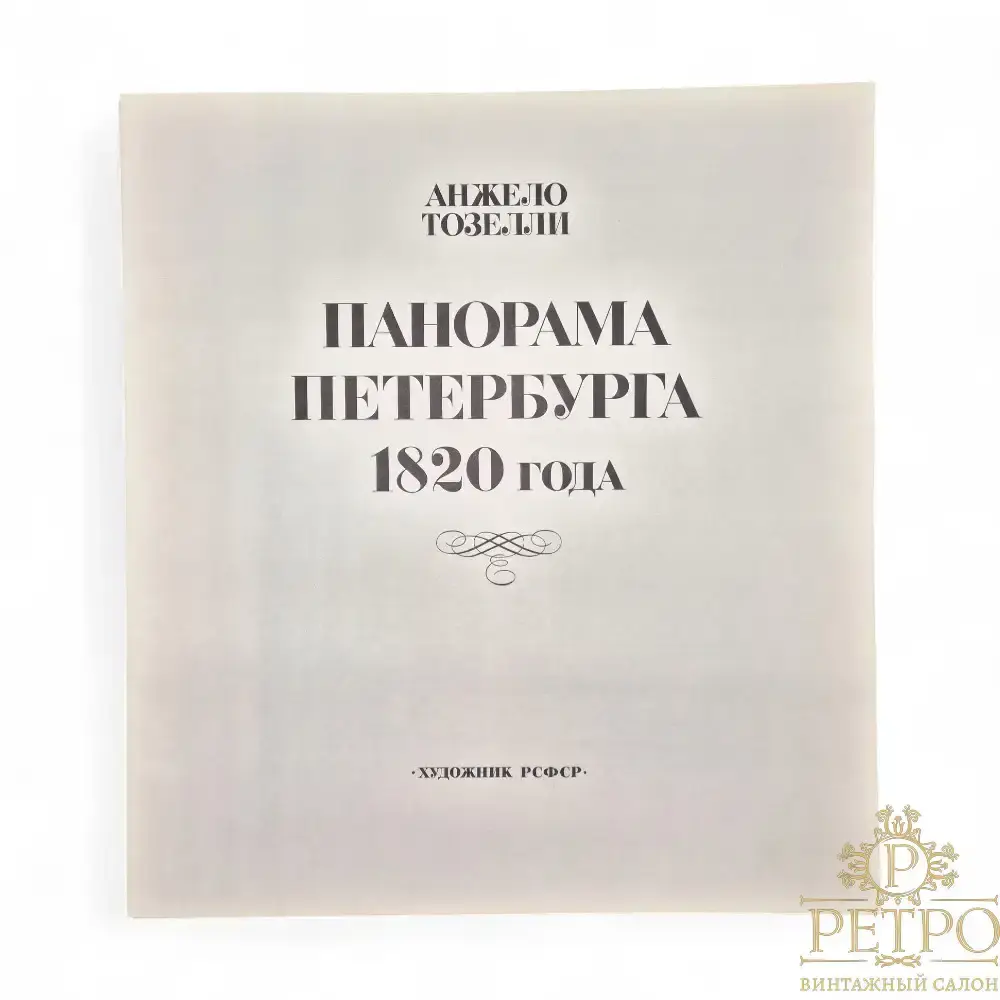 АНЖЕЛО
ТОЗЕЛЛИ
ПАНОРАМА
ПЕТЕРБУРГА
1820 ГОДА
·ХУДОЖНИК РСФСР·
Р
РЕТРО
ВИНТАЖНЫЙ САЛОН